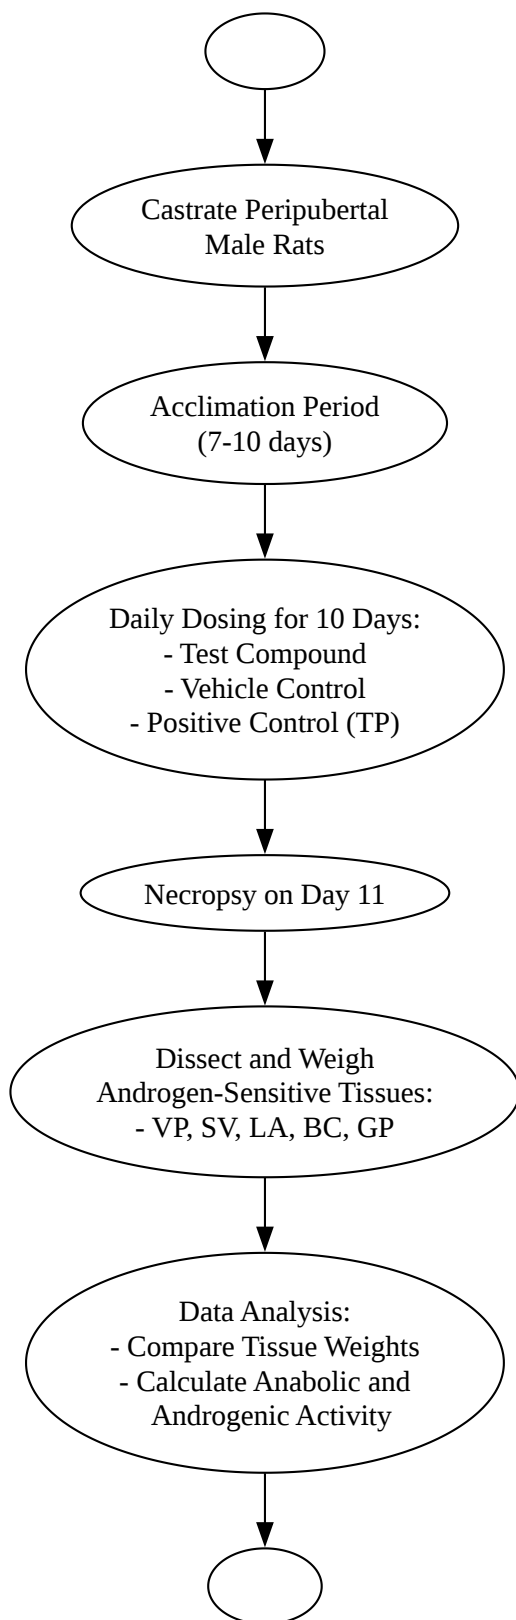 Castrate Peripubertal
Male Rats
Acclimation Period
(7-10 days)
Daily Dosing for 10 Days:
- Test Compound
- Vehicle Control
- Positive Control (TP)
Necropsy on Day 11
Dissect and Weigh
Androgen-Sensitive Tissues:
- VP, SV, LA, BC, GP
Data Analysis:
- Compare Tissue Weights
- Calculate Anabolic and
Androgenic Activity